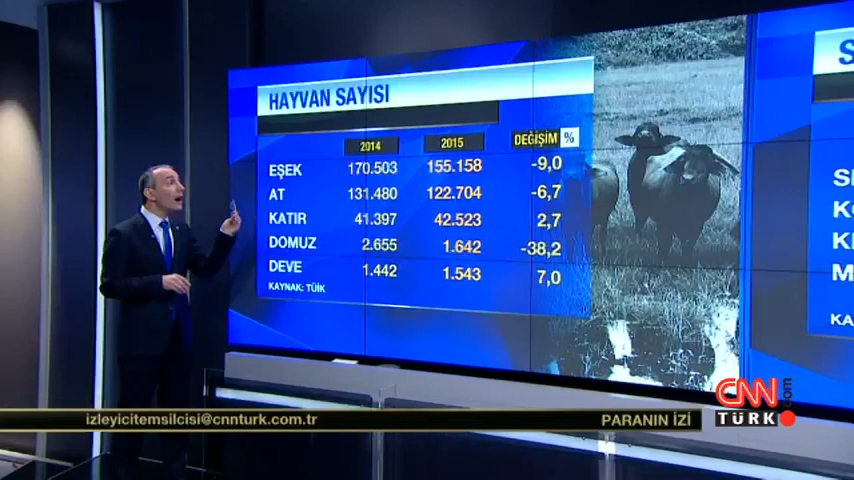 HAYVAN SAYISI
2014 2015 DEĞİŞİM %
EŞEK 170.503 155.158 -9,0
AT 131.480 122.704 -6,7
KATIR 41.397 42.523 2,7
DOMUZ 2.655 1.642 -38,2
DEVE 1.442 1.543 7,0
KAYNAK: TÜİK
izleyicitemsilcisi@cnnturk.com.tr
PARANIN İZİ
CNN
TÜRK
.com